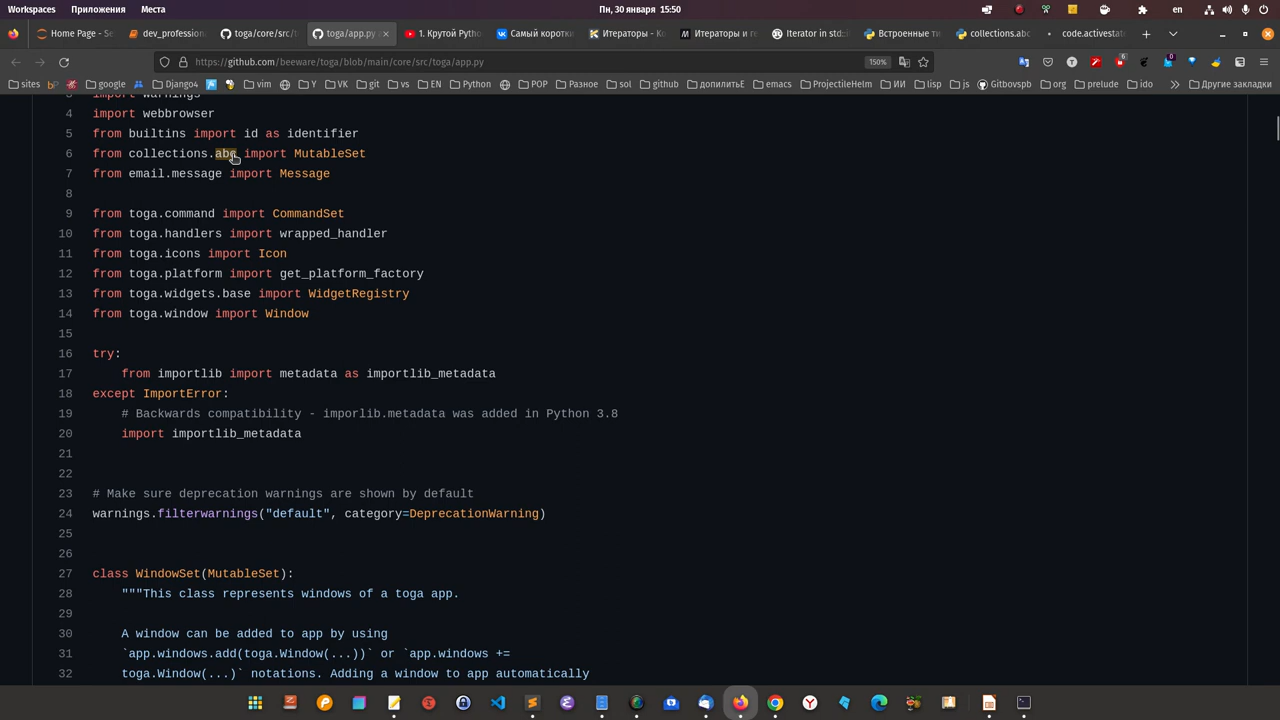 Workspaces Приложения Места Пн, 30 января 15:50 en
Home Page - Se dev_profession toga/core/src/t toga/app.py 1. Крутой Pytho Самый коротки Итераторы - Ко Итераторы и ге Iterator in std:: Встроенные ти collections.abc code.activestat
https://github.com/beeware/toga/blob/main/core/src/toga/app.py 150%
sites google Django vim Y VK git vs EN Python POP Разное sol github допилитьЕ emacs ProjectileHelm ИИ lisp js Gitbovspb org prelude ido Другие закладки
3 import warnings
4 import webbrowser
5 from builtins import id as identifier
6 from collections.abc import MutableSet
7 from email.message import Message
8
9 from toga.command import CommandSet
10 from toga.handlers import wrapped_handler
11 from toga.icons import Icon
12 from toga.platform import get_platform_factory
13 from toga.widgets.base import WidgetRegistry
14 from toga.window import Window
15
16 try:
17 from importlib import metadata as importlib_metadata
18 except ImportError:
19 # Backwards compatibility - imporlib.metadata was added in Python 3.8
20 import importlib_metadata
21
22
23 # Make sure deprecation warnings are shown by default
24 warnings.filterwarnings("default", category=DeprecationWarning)
25
26
27 class WindowSet(MutableSet):
28 """This class represents windows of a toga app.
29
30 A window can be added to app by using
31 `app.windows.add(toga.Window(...))` or `app.windows +=
32 toga.Window(...)` notations. Adding a window to app automatically